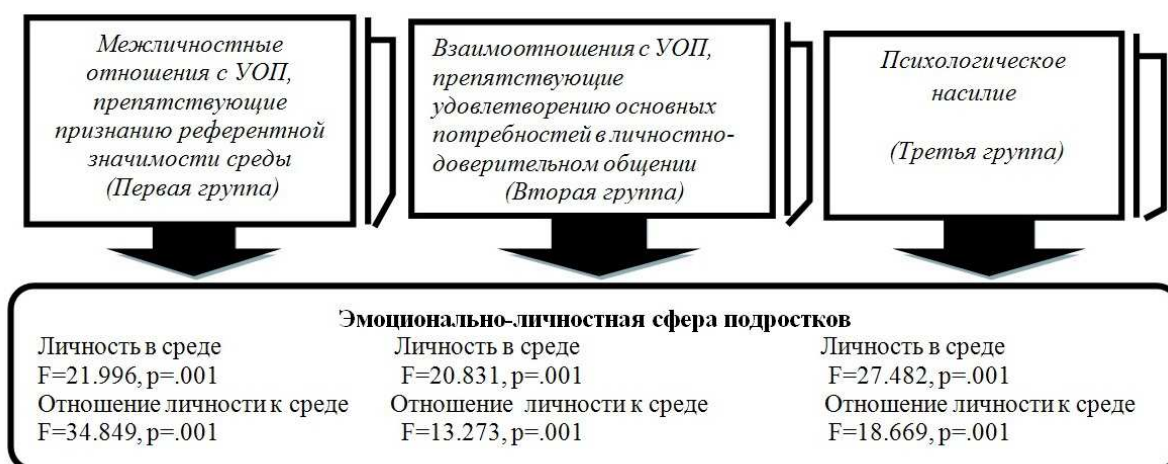 Межличностные
отношения с УОП,
препятствующие
признанию референтной
значимости среды
(Первая группа)
Взаимоотношения с УОП,
препятствующие
удовлетворению основных
потребностей в личностно-
доверительном общении
(Вторая группа)
Психологическое
насилие
(Третья группа)
Эмоционально-личностная сфера подростков
Личность в среде
F=21.996, p=.001
Отношение личности к среде
F=34.849, p=.001
Личность в среде
F=20.831, p=.001
Отношение личности к среде
F=13.273, p=.001
Личность в среде
F=27.482, p=.001
Отношение личности к среде
F=18.669, p=.001